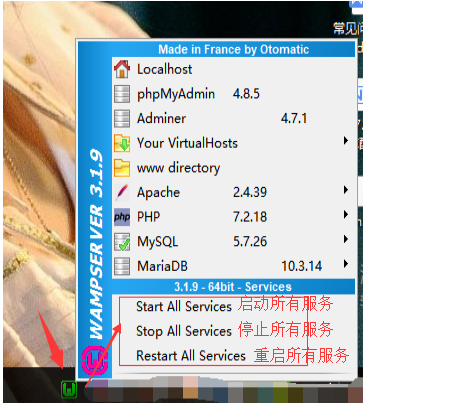 常见问
Made in France by Otomatic
Localhost
phpMyAdmin 4.8.5
Adminer 4.7.1
Your VirtualHosts
www directory
Apache 2.4.39
PHP 7.2.18
MySQL 5.7.26
MariaDB 10.3.14
WAMPSERVER 3.1.9
3.1.9 - 64bit - Services
Start All Services 启动所有服务
Stop All Services 停止所有服务
Restart All Services 重启所有服务